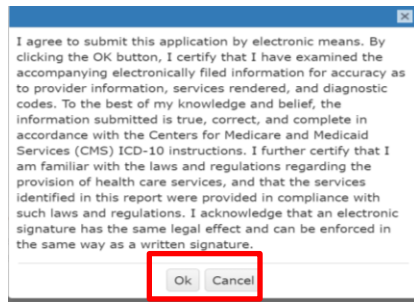 I agree to submit this application by electronic means. By
clicking the OK button, I certify that I have examined the
accompanying electronically filed information for accuracy as
to provider information, services rendered, and diagnostic
codes. To the best of my knowledge and belief, the
information submitted is true, correct, and complete in
accordance with the Centers for Medicare and Medicaid
Services (CMS) ICD-10 instructions. I further certify that I
am familiar with the laws and regulations regarding the
provision of health care services, and that the services
identified in this report were provided in compliance with
such laws and regulations. I acknowledge that an electronic
signature has the same legal effect and can be enforced in
the same way as a written signature.
Ok Cancel